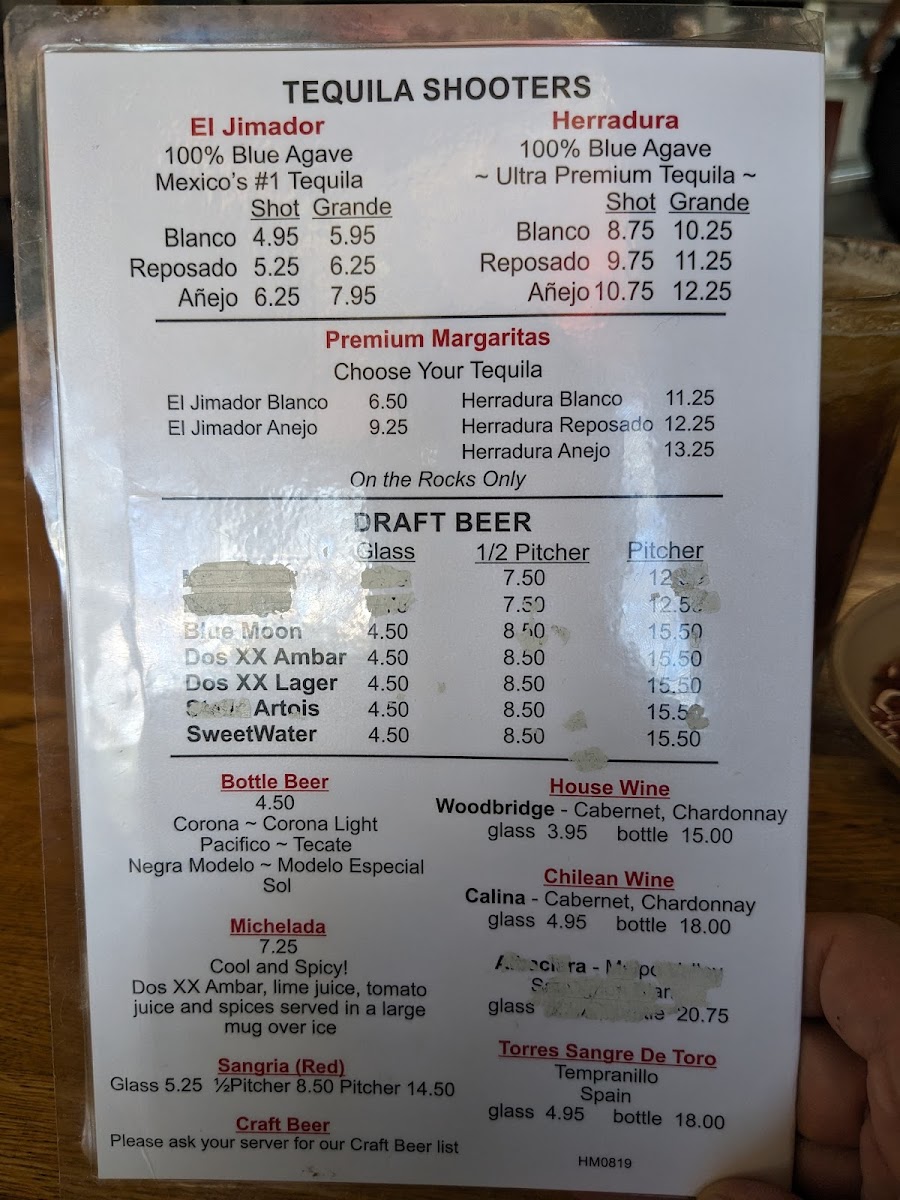 TEQUILA SHOOTERS
El Jimador
100% Blue Agave
Mexico's #1 Tequila
Shot Grande
Blanco 4.95 5.95
Reposado 5.25 6.25
Añejo 6.25 7.95
Herradura
100% Blue Agave
~ Ultra Premium Tequila ~
Shot Grande
Blanco 8.75 10.25
Reposado 9.75 11.25
Añejo 10.75 12.25
Premium Margaritas
Choose Your Tequila
El Jimador Blanco 6.50
El Jimador Anejo 9.25
Herradura Blanco 11.25
Herradura Reposado 12.25
Herradura Anejo 13.25
On the Rocks Only
DRAFT BEER
Glass 1/2 Pitcher Pitcher
7.50
7.50 12.50
Blue Moon 4.50 8.50 15.50
Dos XX Ambar 4.50 8.50 15.50
Dos XX Lager 4.50 8.50 15.50
Artois 4.50 8.50 15.50
SweetWater 4.50 8.50 15.50
Bottle Beer
4.50
Corona ~ Corona Light
Pacifico ~ Tecate
Negra Modelo ~ Modelo Especial
Sol
Michelada
7.25
Cool and Spicy!
Dos XX Ambar, lime juice, tomato
juice and spices served in a large
mug over ice
Sangria (Red)
Glass 5.25 ½Pitcher 8.50 Pitcher 14.50
Craft Beer
Please ask your server for our Craft Beer list
House Wine
Woodbridge - Cabernet, Chardonnay
glass 3.95 bottle 15.00
Chilean Wine
Calina - Cabernet, Chardonnay
glass 4.95 bottle 18.00
glass 20.75
Torres Sangre De Toro
Tempranillo
Spain
glass 4.95 bottle 18.00
HM0819